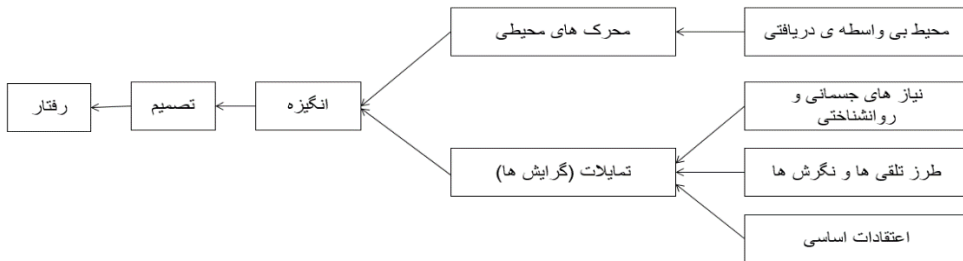 محیط بی واسطه ی دریافتی
محرک های محیطی
نیاز های جسمانی و
روانشناختی
انگیزه
تصمیم
رفتار
طرز تلقی ها و نگرش ها
تمایلات (گرایش ها)
اعتقادات اساسی